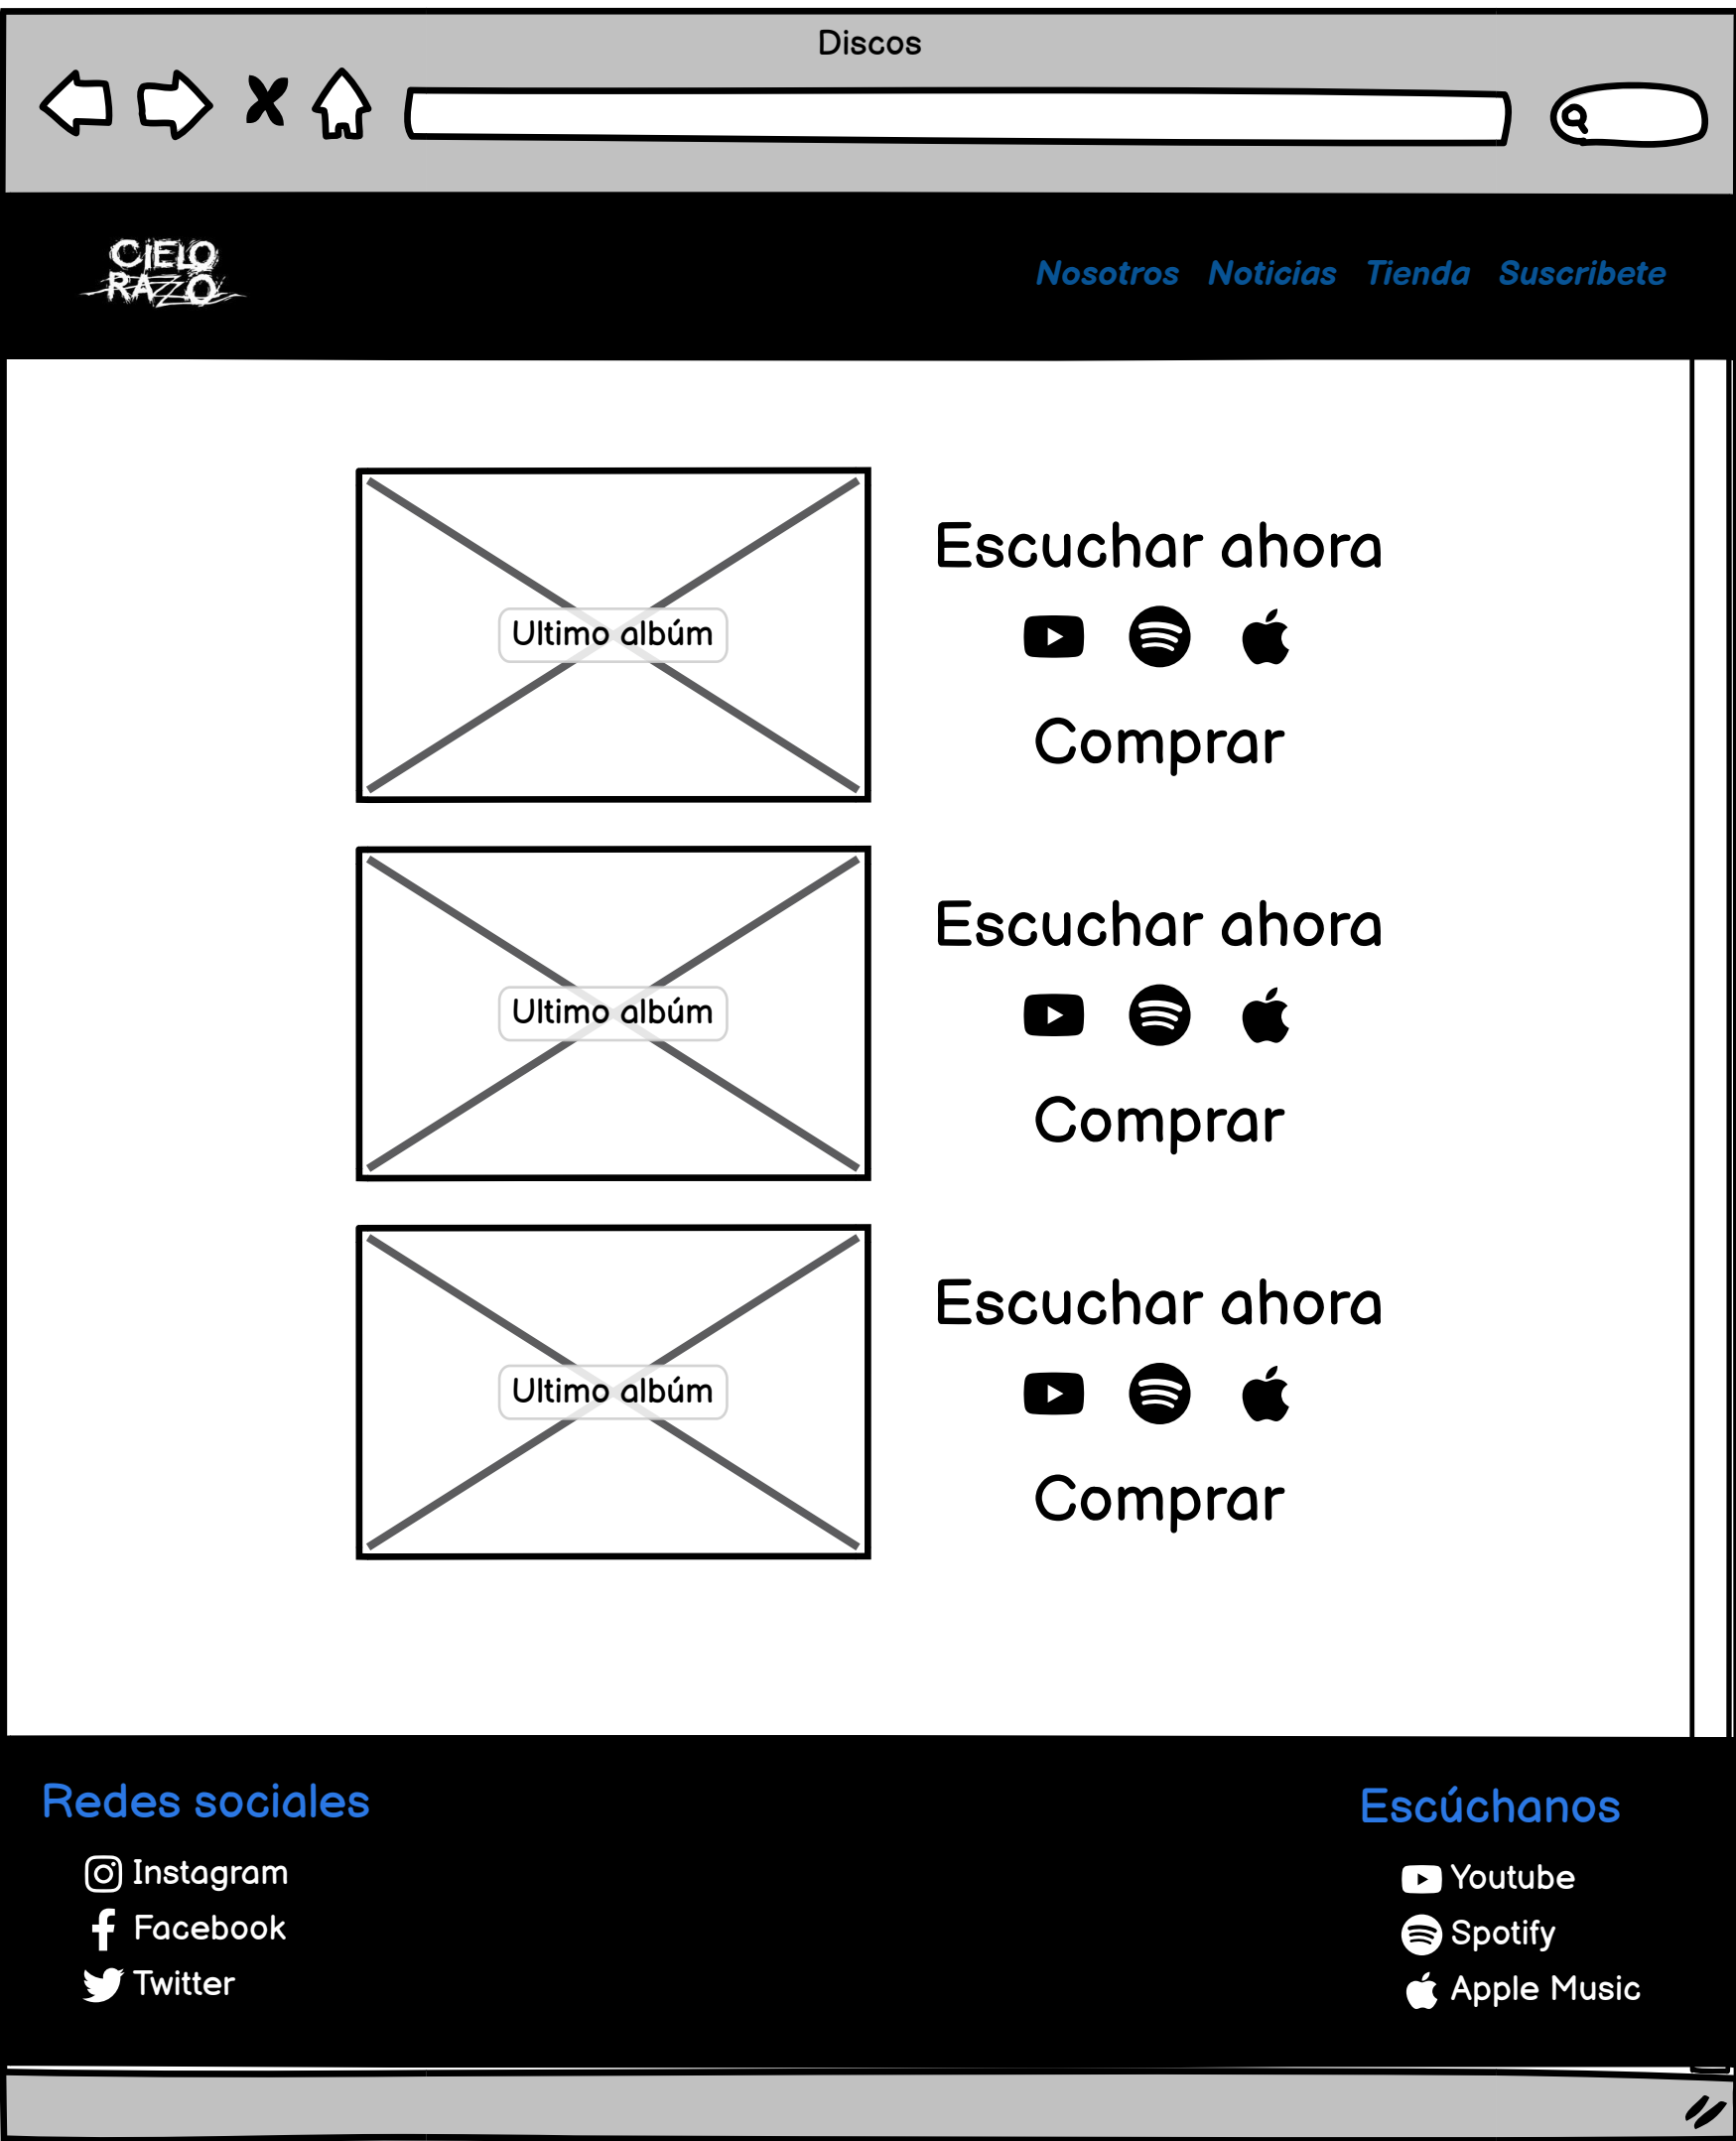 Discos
CIELO
RAZZO
Nosotros Noticias Tienda Suscribete
Ultimo albúm
Escuchar ahora
Comprar
Ultimo albúm
Escuchar ahora
Comprar
Ultimo albúm
Escuchar ahora
Comprar
Redes sociales
Instagram
Facebook
Twitter
Escúchanos
Youtube
Spotify
Apple Music